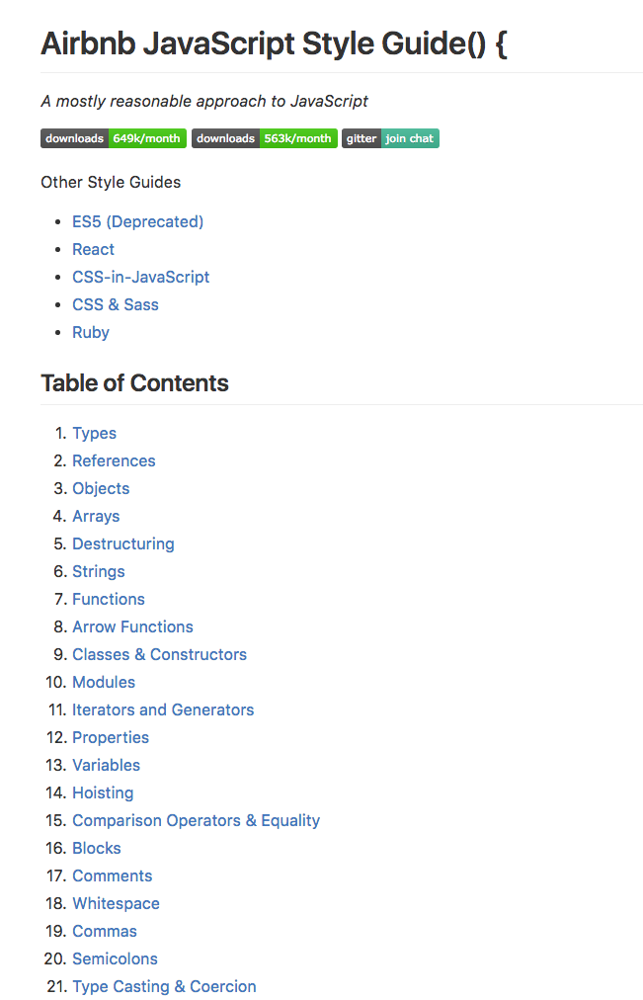 Airbnb JavaScript Style Guide() {
A mostly reasonable approach to JavaScript
downloads 649k/month downloads 563k/month gitter join chat
Other Style Guides
• ES5 (Deprecated)
• React
• CSS-in-JavaScript
• CSS & Sass
• Ruby
Table of Contents
1. Types
2. References
3. Objects
4. Arrays
5. Destructuring
6. Strings
7. Functions
8. Arrow Functions
9. Classes & Constructors
10. Modules
11. Iterators and Generators
12. Properties
13. Variables
14. Hoisting
15. Comparison Operators & Equality
16. Blocks
17. Comments
18. Whitespace
19. Commas
20. Semicolons
21. Type Casting & Coercion